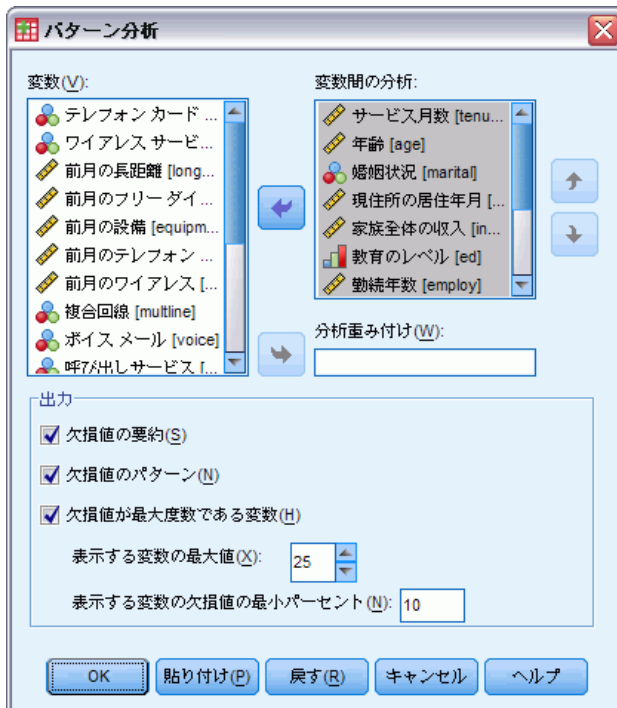 パターン分析
変数(V):
テレフォン カード ...
ワイアレス サービ...
前月の長距離 [long...
前月のフリー ダイ...
前月の設備 [equipm...
前月のテレフォン ...
前月のワイアレス [...
複合回線 [multline]
ボイス メール [voice]
呼び出しサービス [...
変数間の分析:
サービス月数 [tenu...
年齢 [age]
婚姻状況 [marital]
現住所の居住年月 [...
家族全体の収入 [in...
教育のレベル [ed]
勤続年数 [employ]
分析重み付け(W):
出力
欠損値の要約(S)
欠損値のパターン(N)
欠損値が最大度数である変数(H)
表示する変数の最大値(X): 25
表示する変数の欠損値の最小パーセント(N): 10
OK 貼り付け(P) 戻す(R) キャンセル ヘルプ